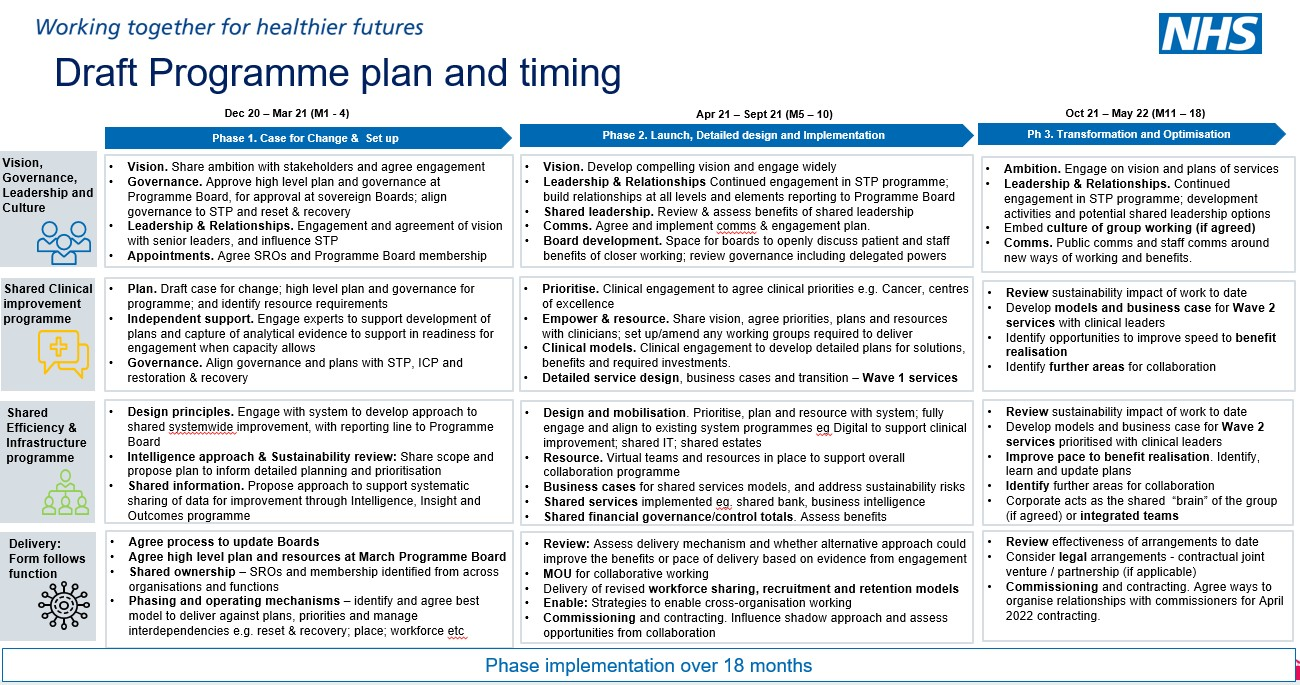 Working together for healthier futures
NHS
Draft Programme plan and timing
Dec 20 – Mar 21 (M1 - 4)
Apr 21 – Sept 21 (M5 – 10)
Oct 21 – May 22 (M11 – 18)
Phase 1. Case for Change & Set up
Phase 2. Launch, Detailed design and Implementation
Ph 3. Transformation and Optimisation
Vision,
Governance,
Leadership and
Culture
• Vision. Share ambition with stakeholders and agree engagement
• Governance. Approve high level plan and governance at
Programme Board, for approval at sovereign Boards; align
governance to STP and reset & recovery
• Leadership & Relationships. Engagement and agreement of vision
with senior leaders, and influence STP
• Appointments. Agree SROs and Programme Board membership
• Vision. Develop compelling vision and engage widely
• Leadership & Relationships Continued engagement in STP programme;
build relationships at all levels and elements reporting to Programme Board
• Shared leadership. Review & assess benefits of shared leadership
• Comms. Agree and implement comms & engagement plan.
• Board development. Space for boards to openly discuss patient and staff
benefits of closer working; review governance including delegated powers
• Ambition. Engage on vision and plans of services
• Leadership & Relationships. Continued
engagement in STP programme; development
activities and potential shared leadership options
• Embed culture of group working (if agreed)
• Comms. Public comms and staff comms around
new ways of working and benefits.
Shared Clinical
improvement
programme
• Plan. Draft case for change; high level plan and governance for
programme; and identify resource requirements
• Independent support. Engage experts to support development of
plans and capture of analytical evidence to support in readiness for
engagement when capacity allows
• Governance. Align governance and plans with STP, ICP and
restoration & recovery
• Prioritise. Clinical engagement to agree clinical priorities e.g. Cancer, centres
of excellence
• Empower & resource. Share vision, agree priorities, plans and resources
with clinicians; set up/amend any working groups required to deliver
• Clinical models. Clinical engagement to develop detailed plans for solutions,
benefits and required investments.
• Detailed service design, business cases and transition – Wave 1 services
• Review sustainability impact of work to date
• Develop models and business case for Wave 2
services with clinical leaders
• Identify opportunities to improve speed to benefit
realisation
• Identify further areas for collaboration
Shared
Efficiency &
Infrastructure
programme
• Design principles. Engage with system to develop approach to
shared systemwide improvement, with reporting line to Programme
Board
• Intelligence approach & Sustainability review: Share scope and
propose plan to inform detailed planning and prioritisation
• Shared information. Propose approach to support systematic
sharing of data for improvement through Intelligence, Insight and
Outcomes programme
• Design and mobilisation. Prioritise, plan and resource with system; fully
engage and align to existing system programmes eg Digital to support clinical
improvement; shared IT; shared estates
• Resource. Virtual teams and resources in place to support overall
collaboration programme
• Business cases for shared services models, and address sustainability risks
• Shared services implemented eg. shared bank, business intelligence
• Shared financial governance/control totals. Assess benefits
• Review sustainability impact of work to date
• Develop models and business case for Wave 2
services prioritised with clinical leaders
• Improve pace to benefit realisation. Identify,
learn and update plans
• Identify further areas for collaboration
• Corporate acts as the shared “brain” of the group
(if agreed) or integrated teams
Delivery:
Form follows
function
• Agree process to update Boards
• Agree high level plan and resources at March Programme Board
• Shared ownership – SROs and membership identified from across
organisations and functions
• Phasing and operating mechanisms – identify and agree best
model to deliver against plans, priorities and manage
interdependencies e.g. reset & recovery; place; workforce etc
• Review: Assess delivery mechanism and whether alternative approach could
improve the benefits or pace of delivery based on evidence from engagement
• MOU for collaborative working
• Delivery of revised workforce sharing, recruitment and retention models
• Enable: Strategies to enable cross-organisation working
• Commissioning and contracting. Influence shadow approach and assess
opportunities from collaboration
• Review effectiveness of arrangements to date
• Consider legal arrangements - contractual joint
venture / partnership (if applicable)
• Commissioning and contracting. Agree ways to
organise relationships with commissioners for April
2022 contracting.
Phase implementation over 18 months